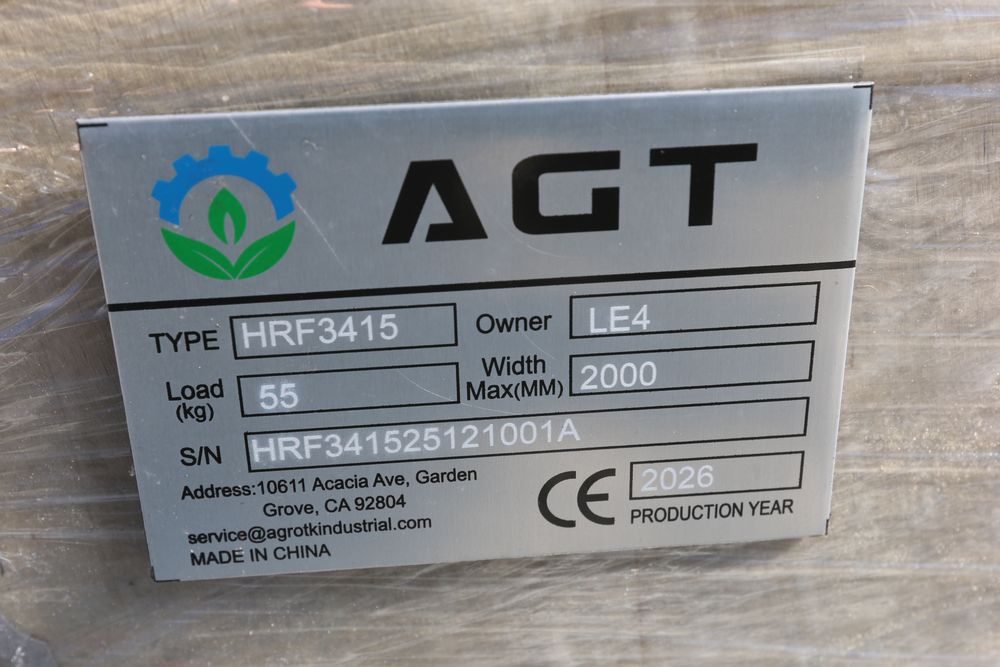 AGT
TYPE HRF3415 Owner LE4
Load (kg) 55 Width Max(MM) 2000
S/N HRF341525121001A
Address:10611 Acacia Ave, Garden
Grove, CA 92804
service@agrotkindustrial.com
MADE IN CHINA
CE 2026
PRODUCTION YEAR